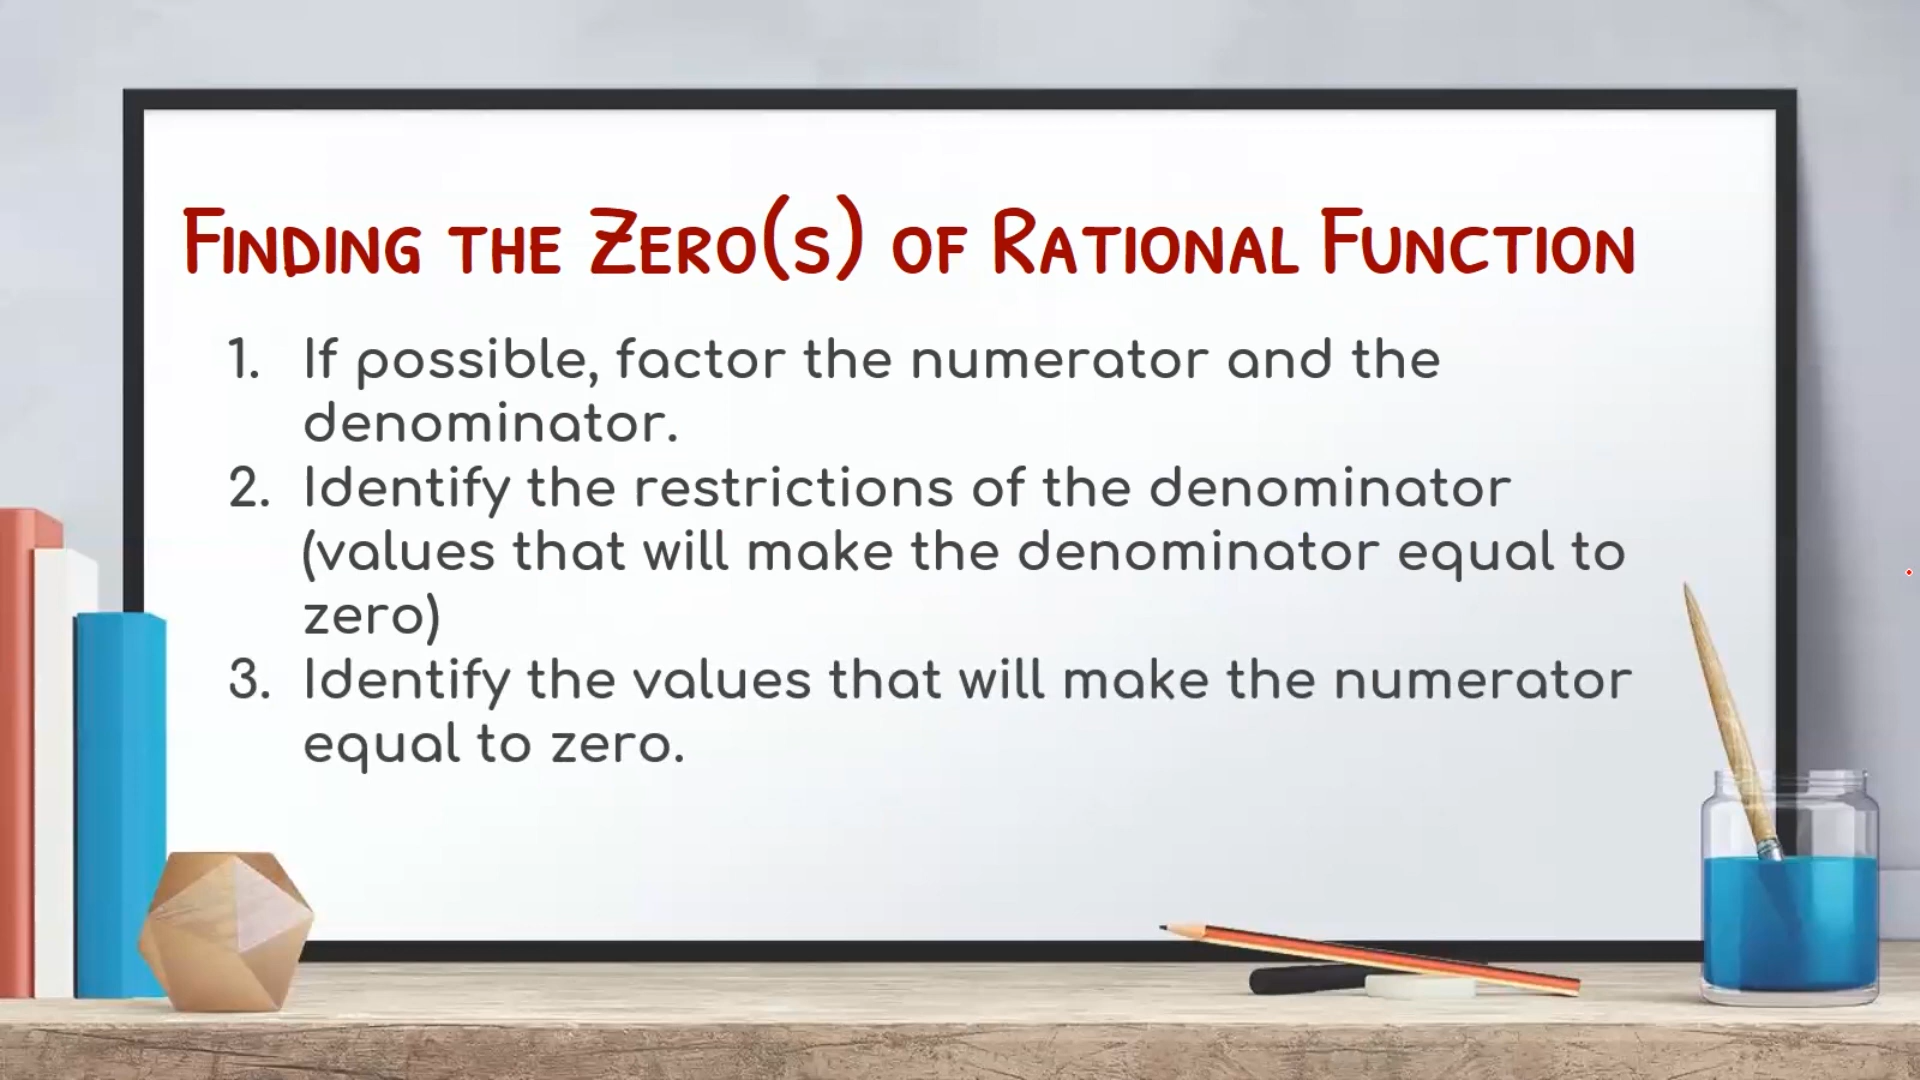 Finding the Zero(s) of Rational Function
1. If possible, factor the numerator and the
denominator.
2. Identify the restrictions of the denominator
(values that will make the denominator equal to
zero)
3. Identify the values that will make the numerator
equal to zero.